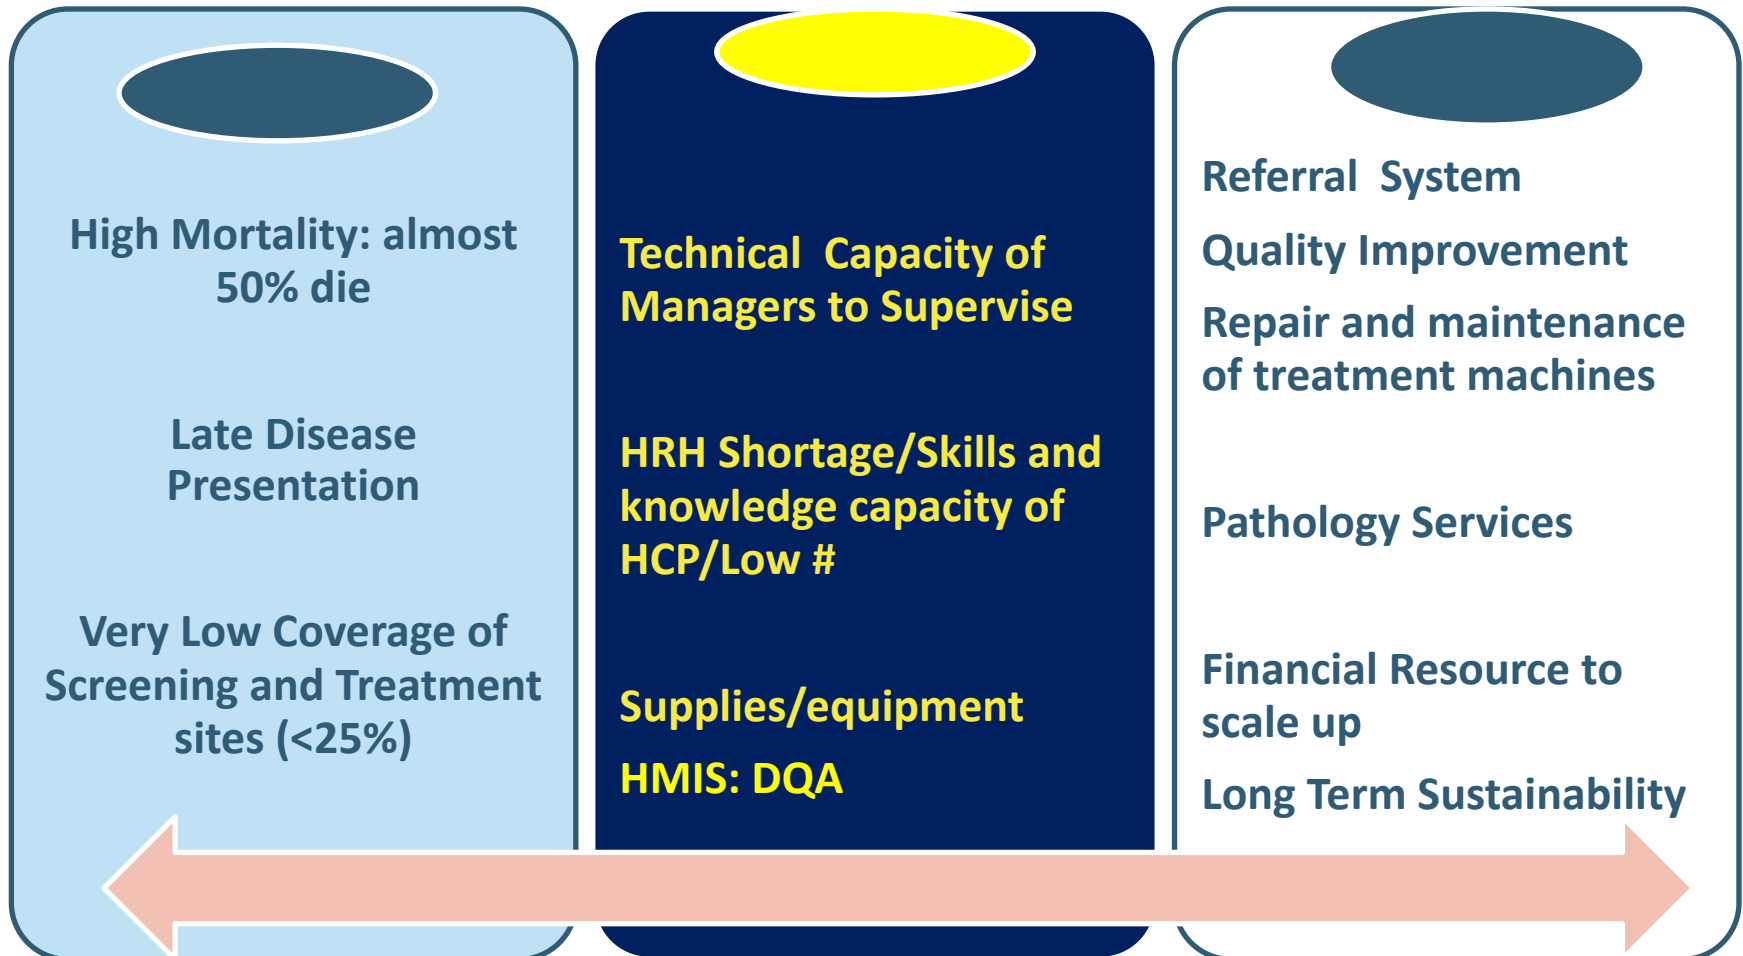 High Mortality: almost
50% die
Late Disease
Presentation
Very Low Coverage of
Screening and Treatment
sites (<25%)
Technical  Capacity of
Managers to Supervise
HRH Shortage/Skills and
knowledge capacity of
HCP/Low #
Supplies/equipment
HMIS: DQA
Referral  System
Quality Improvement
Repair and maintenance
of treatment machines
Pathology Services
Financial Resource to
scale up
Long Term Sustainability